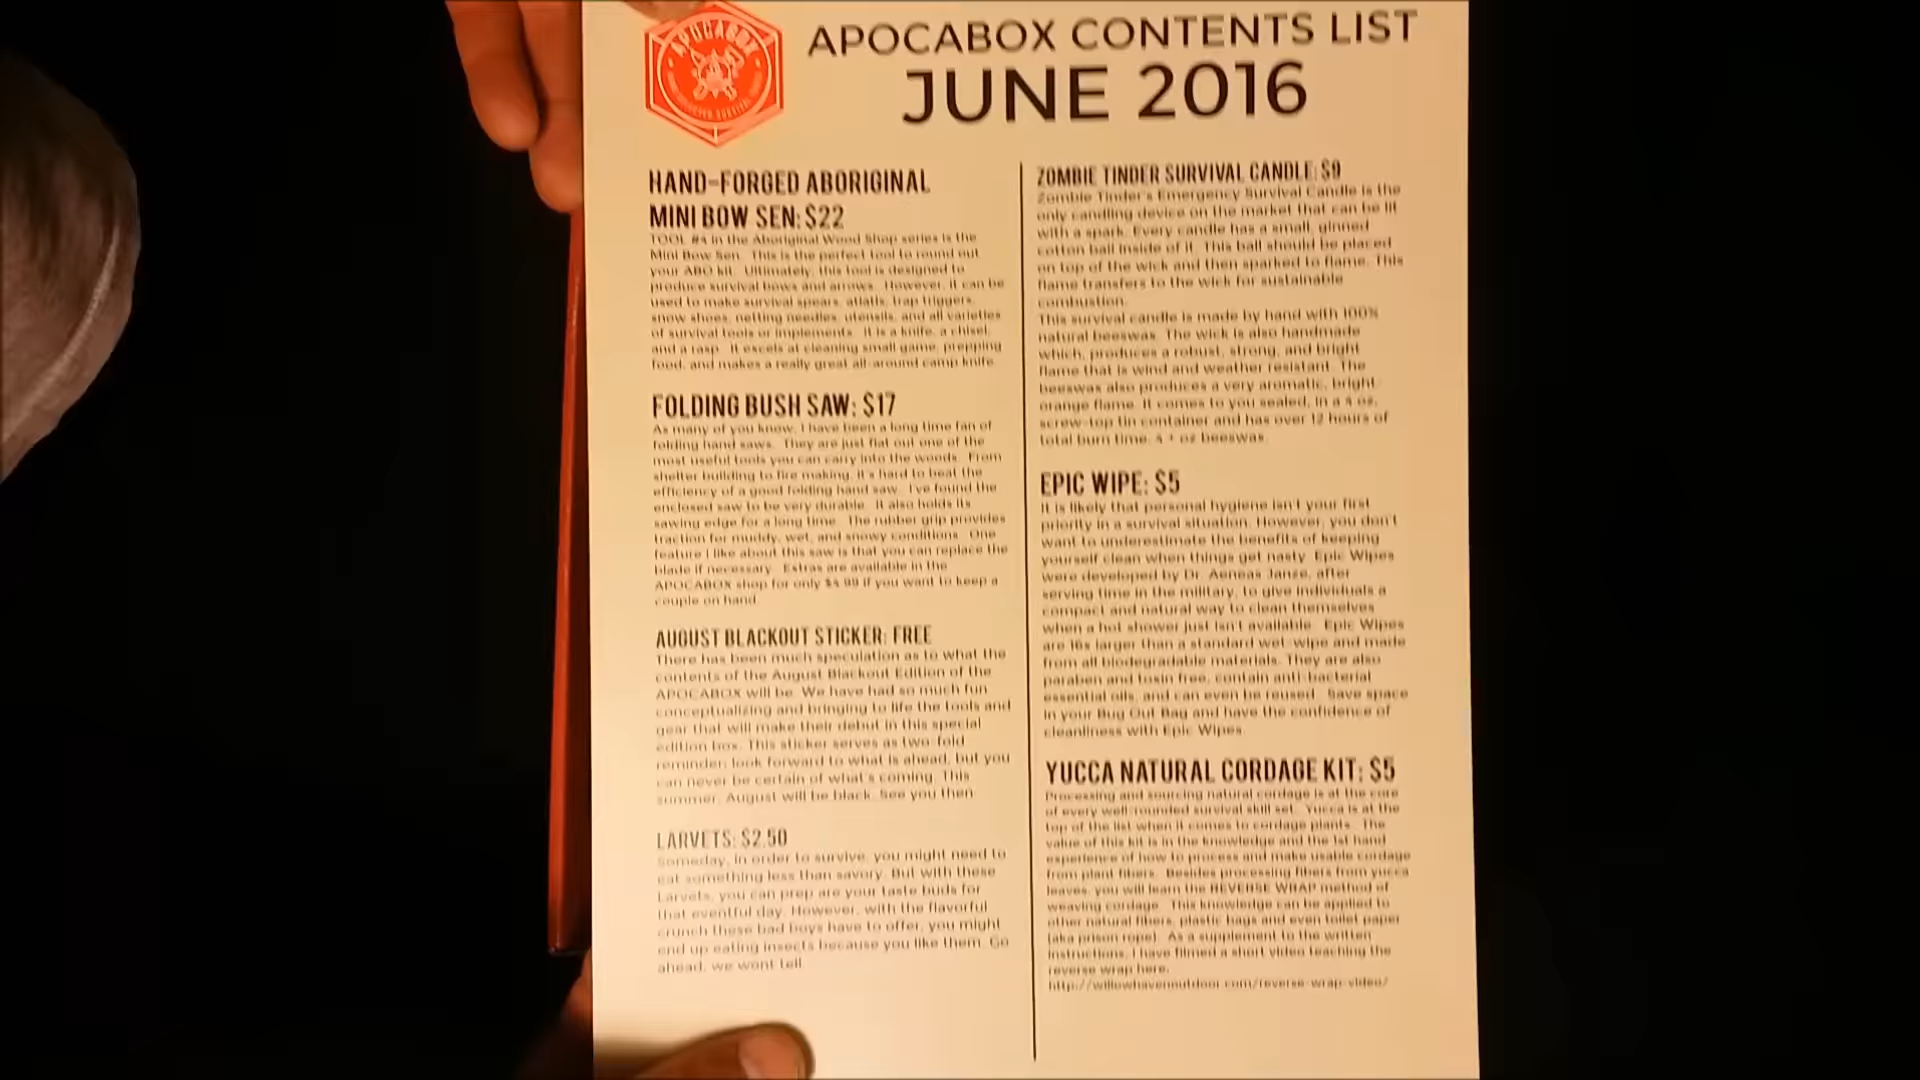 APOCABOX
APOCABOX CONTENTS LIST
JUNE 2016
HAND-FORGED ABORIGINAL
MINI BOW SEN: $22
TOOL #4 in the Aboriginal Wood Shop series is the
Mini Bow Sen. This is the perfect tool to round out
your ABO kit. Ultimately, this tool is designed to
produce survival bows and arrows. However, it can be
used to make survival spears, atlatls, trap triggers,
snow shoes, netting needles, utensils, and all varieties
of survival tools or implements. It is a knife, a chisel,
and a rasp. It excels at cleaning small game, prepping
food, and makes a really great all-around camp knife.
FOLDING BUSH SAW: $17
As many of you know, I have been a long time fan of
folding hand saws. They are just flat out one of the
most useful tools you can carry into the woods. From
shelter building to fire making, it's hard to beat the
efficiency of a good folding hand saw. I've found the
enclosed saw to be very durable. It also holds its
sawing edge for a long time. The rubber grip provides
traction for muddy, wet, and snowy conditions. One
feature I like about this saw is that you can replace the
blade if necessary. Extras are available in the
APOCABOX shop for only $4.99 if you want to keep a
couple on hand.
AUGUST BLACKOUT STICKER: FREE
There has been much speculation as to what the
contents of the August Blackout Edition of the
APOCABOX will be. We have had so much fun
conceptualizing and bringing to life the tools and
gear that will make their debut in this special
edition box. This sticker serves as two-fold
reminder: look forward to what is ahead, but you
can never be certain of what's coming. This
summer, August will be black. See you then.
LARVETS: $2.50
Someday, in order to survive, you might need to
eat something less than savory. But with these
Larvets, you can prep are your taste buds for
that eventful day. However, with the flavorful
crunch these bad boys have to offer, you might
end up eating insects because you like them. Go
ahead, we wont tell.
ZOMBIE TINDER SURVIVAL CANDLE: $9
Zombie Tinder's Emergency Survival Candle is the
only candling device on the market that can be lit
with a spark. Every candle has a small, ginned
cotton ball inside of it. This ball should be placed
on top of the wick and then sparked to flame. This
flame transfers to the wick for sustainable
combustion.
This survival candle is made by hand with 100%
natural beeswax. The wick is also handmade
which, produces a robust, strong, and bright
flame that is wind and weather resistant. The
beeswax also produces a very aromatic, bright
orange flame. It comes to you sealed, in a 4 oz,
screw-top tin container and has over 12 hours of
total burn time. 4 + oz beeswax.
EPIC WIPE: $5
It is likely that personal hygiene isn't your first
priority in a survival situation. However, you don't
want to underestimate the benefits of keeping
yourself clean when things get nasty. Epic Wipes
were developed by Dr. Aeneas Janze, after
serving time in the military, to give individuals a
compact and natural way to clean themselves
when a hot shower just isn't available. Epic Wipes
are 16x larger than a standard wet-wipe and made
from all biodegradable materials. They are also
paraben and toxin free, contain anti-bacterial
essential oils, and can even be reused. Save space
in your Bug Out Bag and have the confidence of
cleanliness with Epic Wipes.
YUCCA NATURAL CORDAGE KIT: $5
Processing and sourcing natural cordage is at the core
of every well-rounded survival skill set. Yucca is at the
top of the list when it comes to cordage plants. The
value of this kit is in the knowledge and the 1st hand
experience of how to process and make usable cordage
from plant fibers. Besides processing fibers from yucca
leaves, you will learn the REVERSE WRAP method of
weaving cordage. This knowledge can be applied to
other natural fibers, plastic bags and even toilet paper
(aka prison rope). As a supplement to the written
instructions, I have filmed a short video teaching the
reverse wrap here.
http://willowhavenoutdoor.com/reverse-wrap-video/